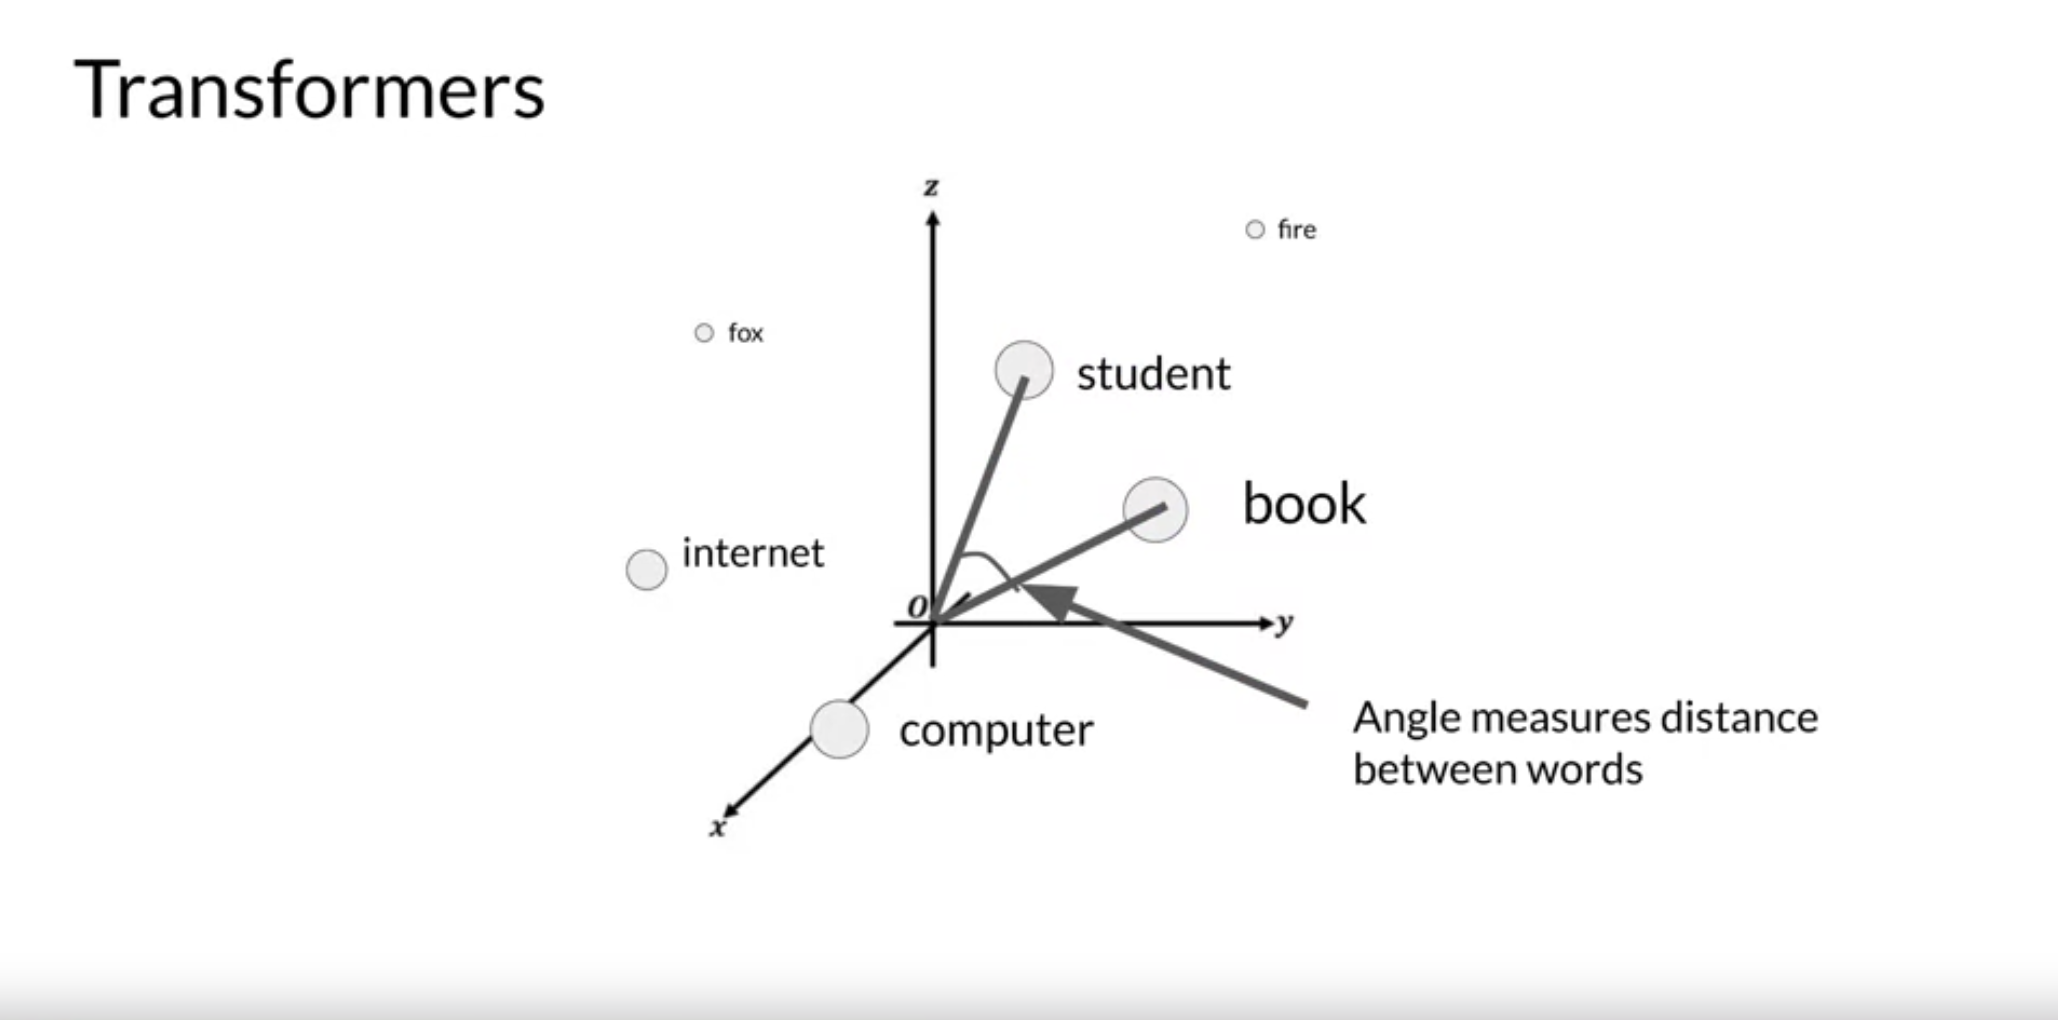 Transformers
z
fire
fox
student
book
internet
O
y
computer
Angle measures distance
between words
x